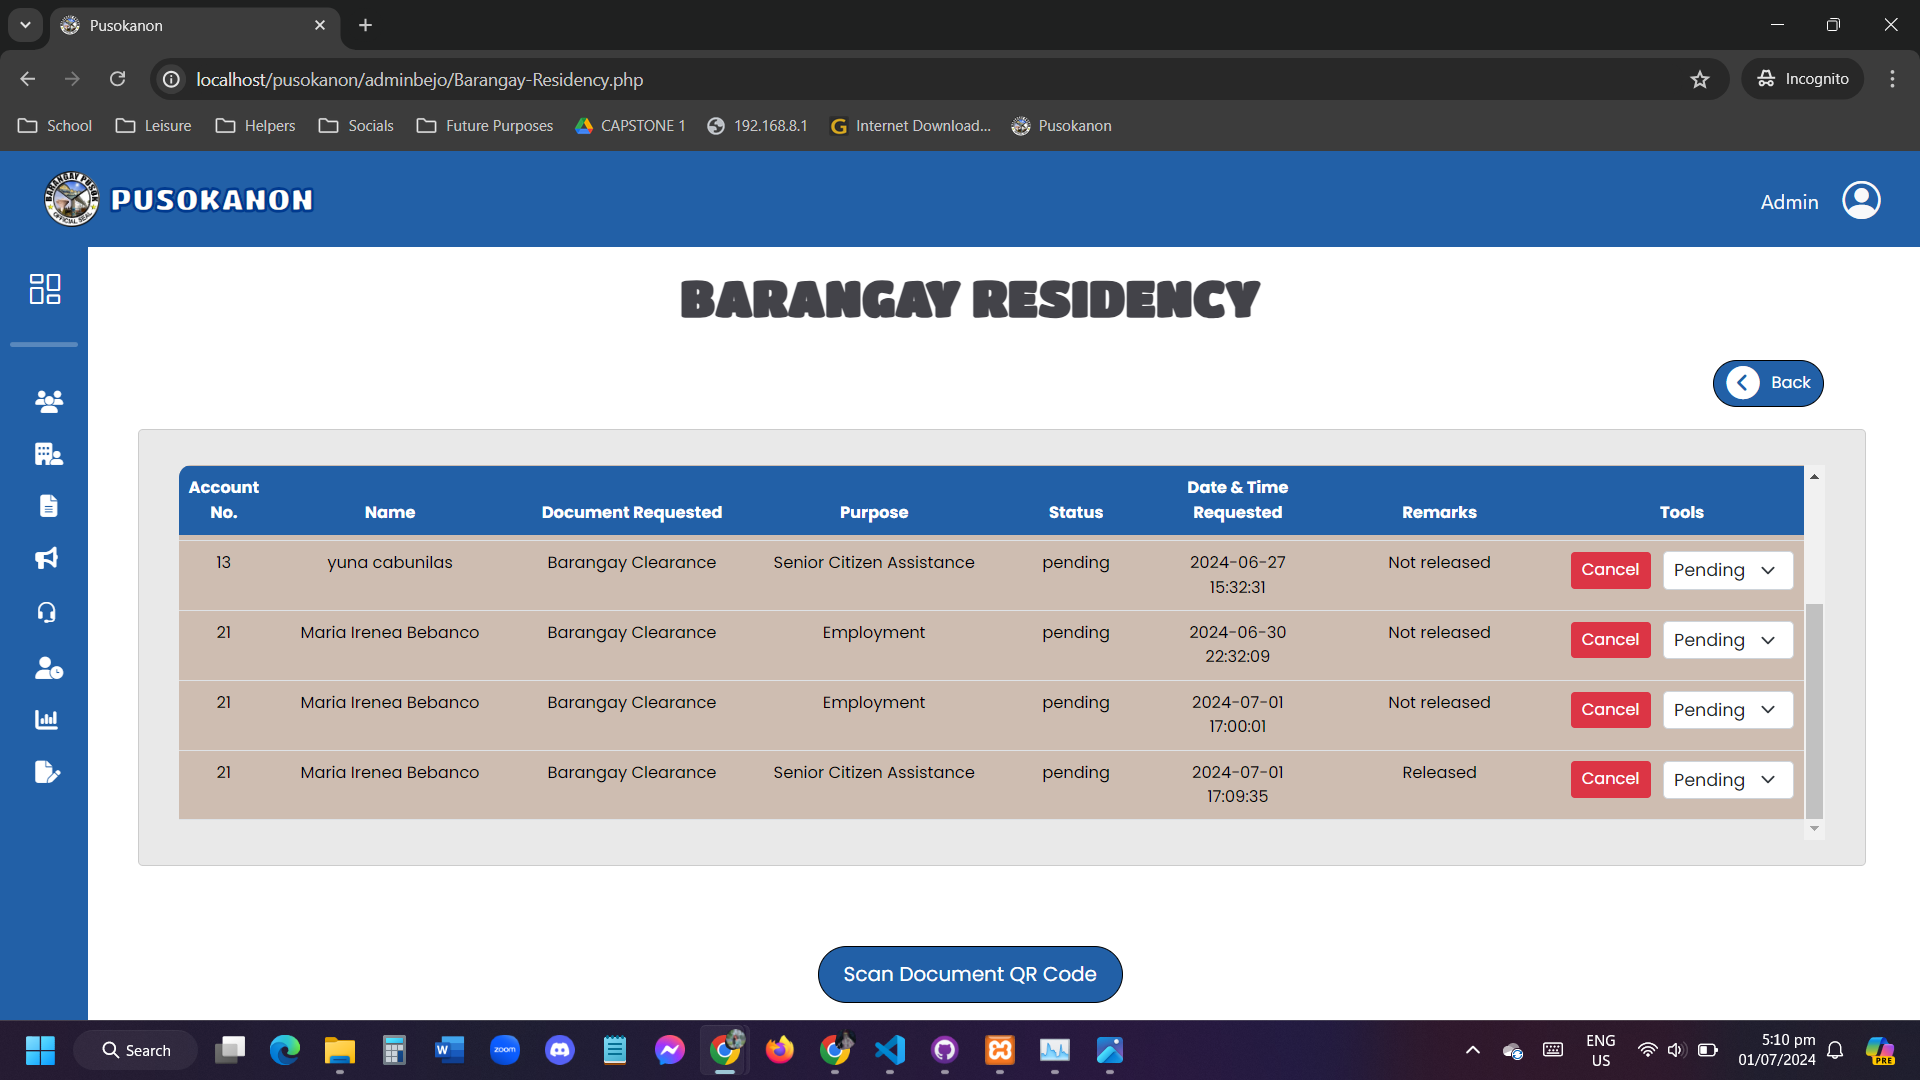 Pusokanon
localhost/pusokanon/adminbejo/Barangay-Residency.php
Incognito
School
Leisure
Helpers
Socials
Future Purposes
CAPSTONE 1
192.168.8.1
Internet Download...
Pusokanon
BARANGAY PUSOK
OFFICIAL SEAL
PUSOKANON
Admin
BARANGAY RESIDENCY
Back
Account No. Name Document Requested Purpose Status Date & Time Requested Remarks Tools
13 yuna cabunilas Barangay Clearance Senior Citizen Assistance pending 2024-06-27 15:32:31 Not released Cancel Pending
21 Maria Irenea Bebanco Barangay Clearance Employment pending 2024-06-30 22:32:09 Not released Cancel Pending
21 Maria Irenea Bebanco Barangay Clearance Employment pending 2024-07-01 17:00:01 Not released Cancel Pending
21 Maria Irenea Bebanco Barangay Clearance Senior Citizen Assistance pending 2024-07-01 17:09:35 Released Cancel Pending
Scan Document QR Code
Search
zoom
ENG
US
5:10 pm
01/07/2024
PRE